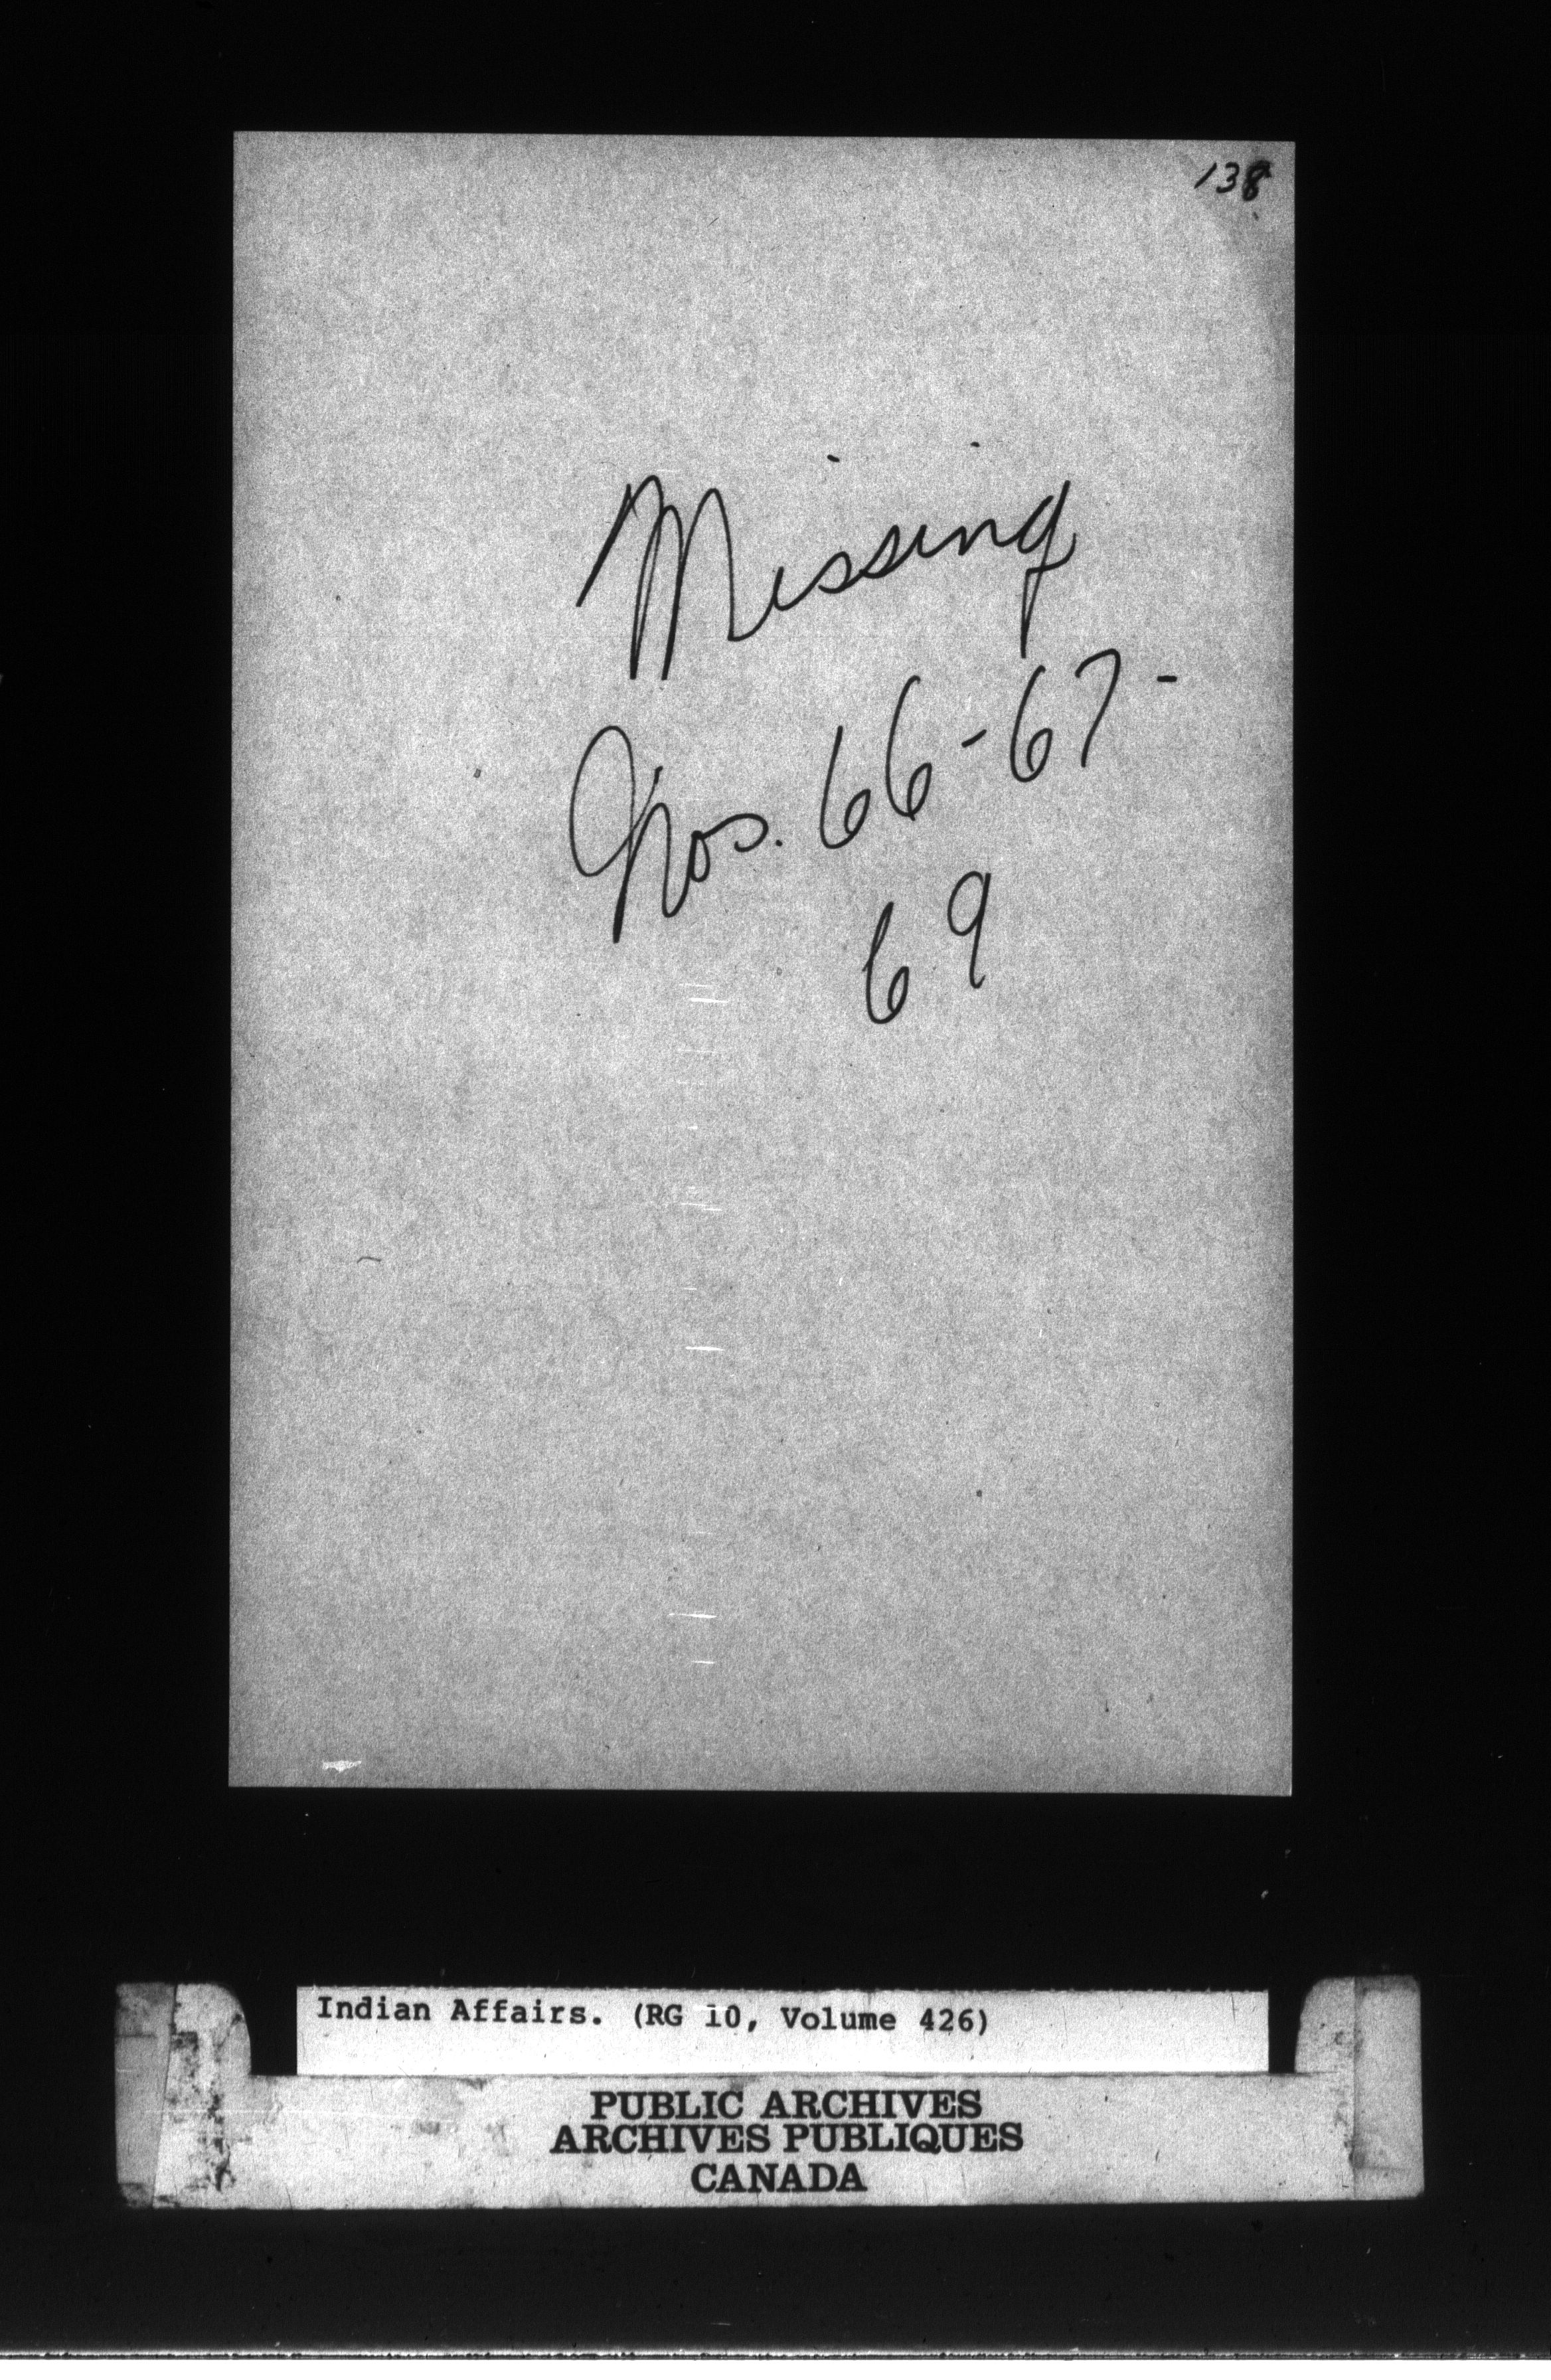 138
Missing
Nos. 66-67-
69
Indian Affairs. (RG 10, Volume 426)
PUBLIC ARCHIVES
ARCHIVES PUBLIQUES
CANADA